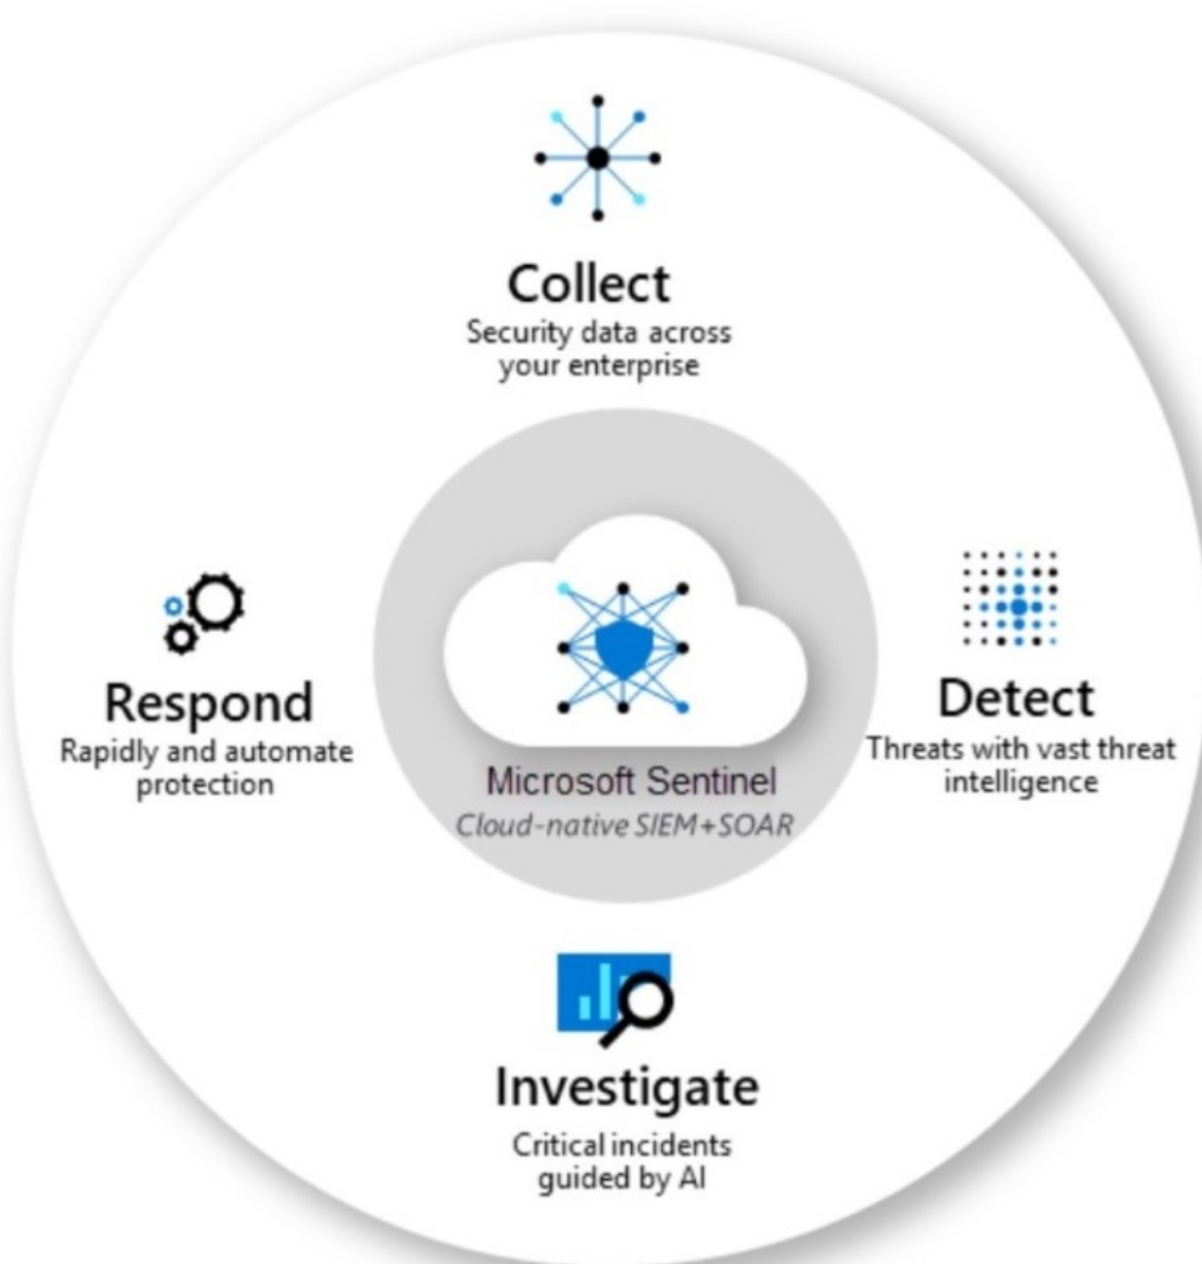 Collect
Security data across
your enterprise
Respond
Rapidly and automate
protection
Microsoft Sentinel
Cloud-native SIEM+SOAR
Detect
Threats with vast threat
intelligence
Investigate
Critical incidents
guided by AI